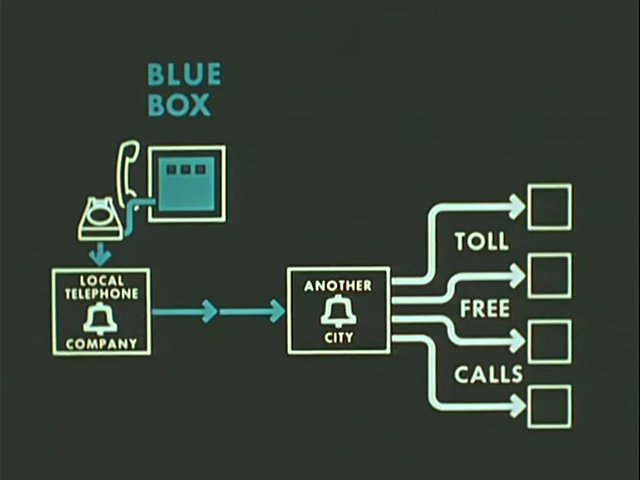 BLUE
BOX
LOCAL
TELEPHONE
COMPANY
ANOTHER
CITY
TOLL
FREE
CALLS